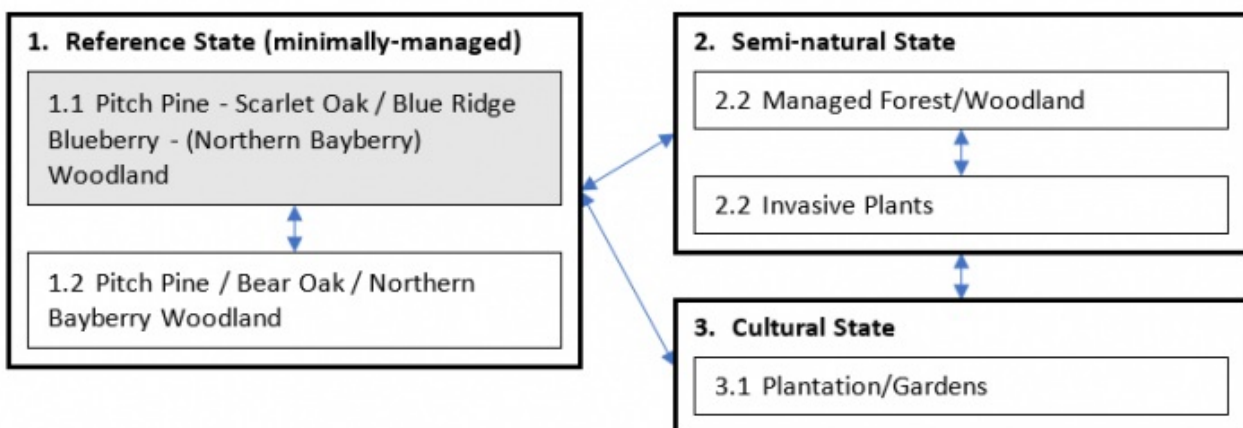 1. Reference State (minimally-managed)
1.1 Pitch Pine - Scarlet Oak / Blue Ridge
Blueberry - (Northern Bayberry)
Woodland
1.2 Pitch Pine / Bear Oak / Northern
Bayberry Woodland
2. Semi-natural State
2.2 Managed Forest/Woodland
2.2 Invasive Plants
3. Cultural State
3.1 Plantation/Gardens